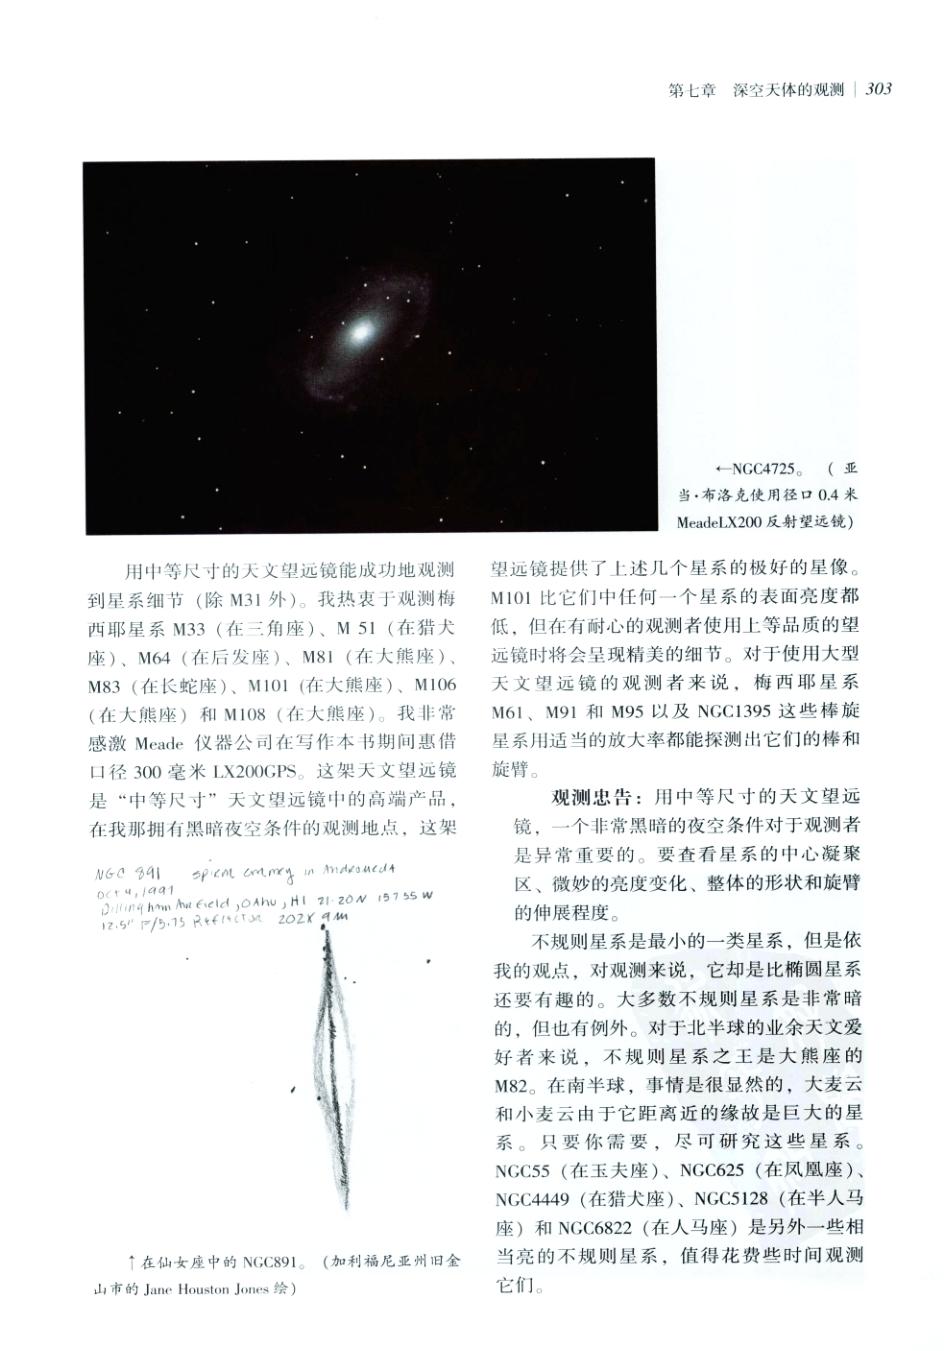 第七章 深空天体的观测 | 303
←NGC4725。（亚
当·布洛克使用径口 0.4 米
MeadeLX200 反射望远镜）
用中等尺寸的天文望远镜能成功地观测
到星系细节（除 M31 外）。我热衷于观测梅
西耶星系 M33（在三角座）、M 51（在猎犬
座）、M64（在后发座）、M81（在大熊座）、
M83（在长蛇座）、M101 (在大熊座）、M106
（在大熊座）和 M108（在大熊座）。我非常
感激 Meade 仪器公司在写作本书期间惠借
口径 300 毫米 LX200GPS。这架天文望远镜
是“中等尺寸”天文望远镜中的高端产品，
在我那拥有黑暗夜空条件的观测地点，这架
NGC 891 in Andromeda
Oct 4, 1991
Dillingham Airfield, OAhu, HI 21·20N 157 55 W
12.5" F/5.75 Reflector 202X 9m
↑在仙女座中的 NGC891。（加利福尼亚州旧金
山市的 Jane Houston Jones 绘）
望远镜提供了上述几个星系的极好的星像。
M101 比它们中任何一个星系的表面亮度都
低，但在有耐心的观测者使用上等品质的望
远镜时将会呈现精美的细节。对于使用大型
天文望远镜的观测者来说，梅西耶星系
M61、M91 和 M95 以及 NGC1395 这些棒旋
星系用适当的放大率都能探测出它们的棒和
旋臂。
观测忠告：用中等尺寸的天文望远
镜，一个非常黑暗的夜空条件对于观测者
是异常重要的。要查看星系的中心凝聚
区、微妙的亮度变化、整体的形状和旋臂
的伸展程度。
不规则星系是最小的一类星系，但是依
我的观点，对观测来说，它却是比椭圆星系
还要有趣的。大多数不规则星系是非常暗
的，但也有例外。对于北半球的业余天文爱
好者来说，不规则星系之王是大熊座的
M82。在南半球，事情是很显然的，大麦云
和小麦云由于它距离近的缘故是巨大的星
系。只要你需要，尽可研究这些星系。
NGC55（在玉夫座）、NGC625（在凤凰座）、
NGC4449（在猎犬座）、NGC5128（在半人马
座）和 NGC6822（在人马座）是另外一些相
当亮的不规则星系，值得花费些时间观测
它们。